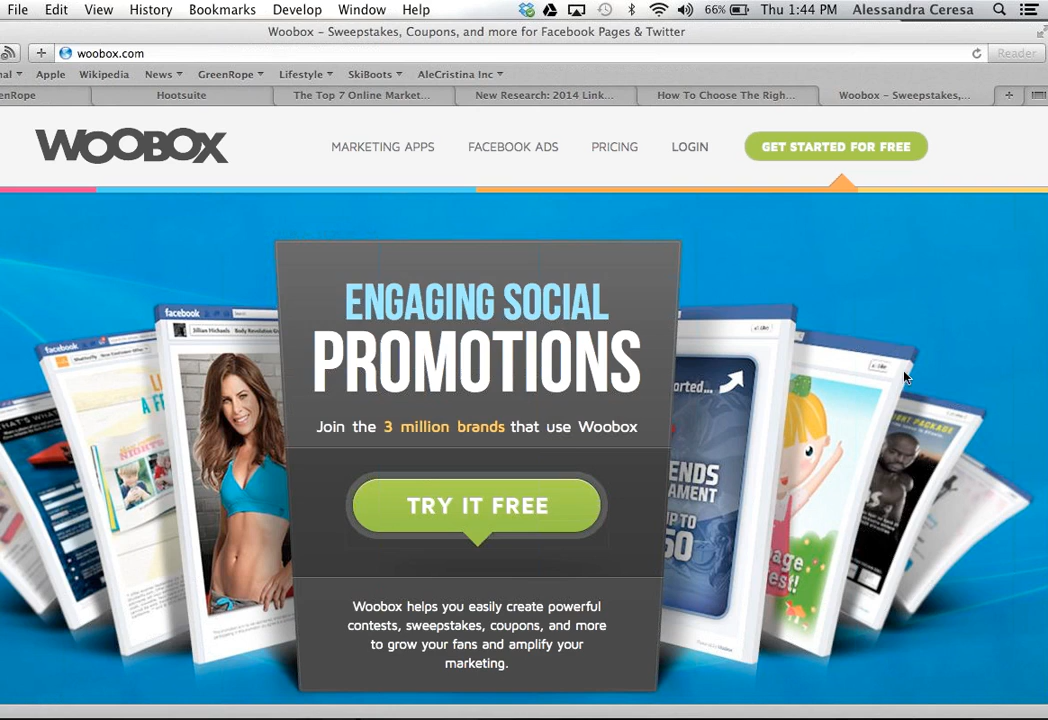 File Edit View History Bookmarks Develop Window Help 66% Thu 1:44 PM Alessandra Ceresa
Woobox – Sweepstakes, Coupons, and more for Facebook Pages & Twitter
woobox.com Reader
Apple Wikipedia News GreenRope Lifestyle SkiBoots AleCristina Inc
enRope Hootsuite The Top 7 Online Market... New Research: 2014 Link... How To Choose The Righ... Woobox – Sweepstakes,...
WOOBOX MARKETING APPS FACEBOOK ADS PRICING LOGIN GET STARTED FOR FREE
ENGAGING SOCIAL
PROMOTIONS
Join the 3 million brands that use Woobox
TRY IT FREE
Woobox helps you easily create powerful
contests, sweepstakes, coupons, and more
to grow your fans and amplify your
marketing.
facebook
Jillian Michaels Body Revolution
facebook